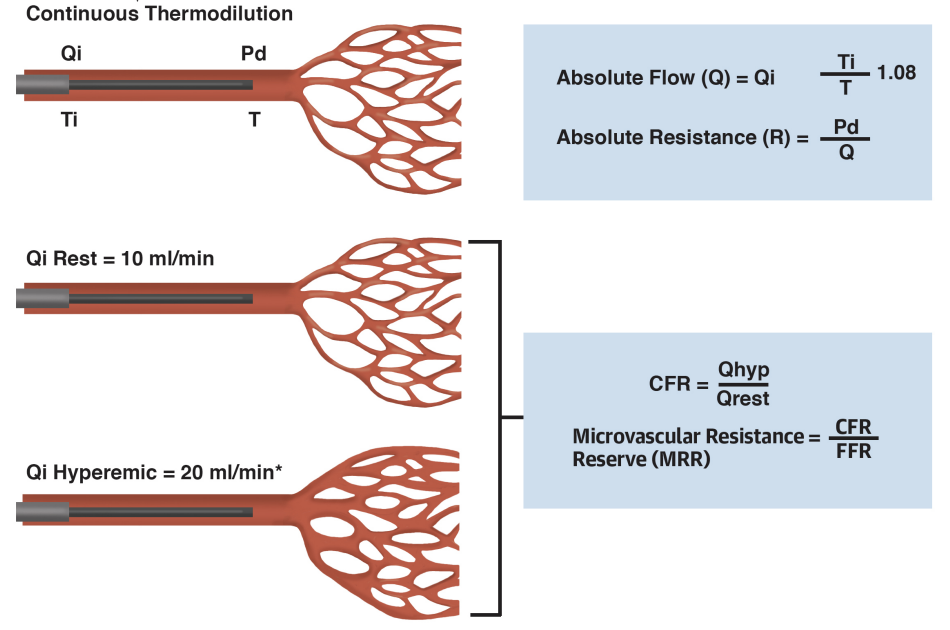 Continuous Thermodilution
Qi Pd
Ti T
Absolute Flow (Q) = Qi Ti/T 1.08
Absolute Resistance (R) = Pd/Q
Qi Rest = 10 ml/min
Qi Hyperemic = 20 ml/min*
CFR = Qhyp/Qrest
Microvascular Resistance = CFR/FFR
Reserve (MRR)